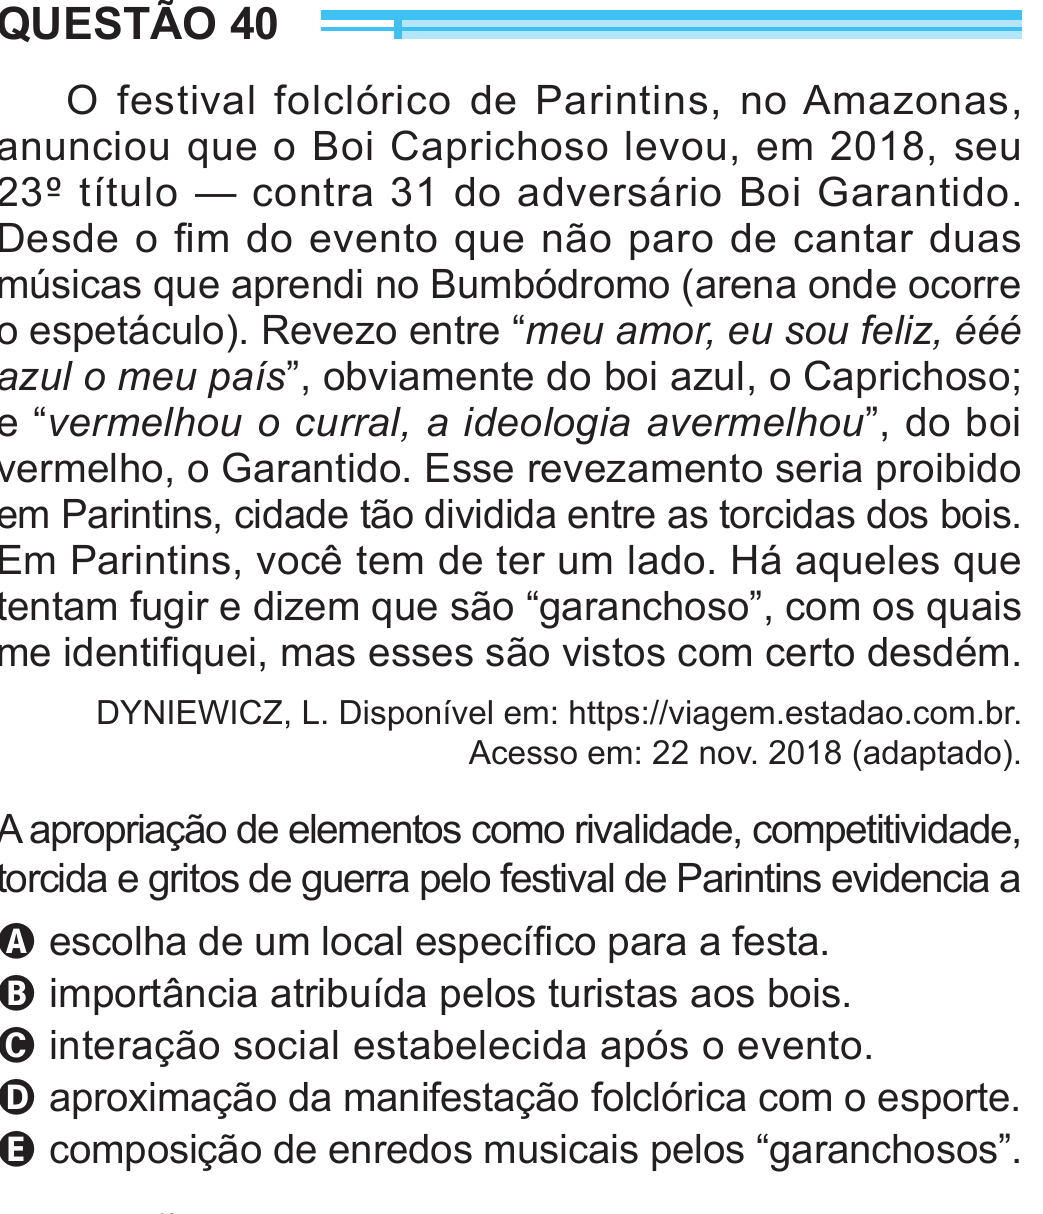 QUESTÃO 40
O festival folclórico de Parintins, no Amazonas,
anunciou que o Boi Caprichoso levou, em 2018, seu
23º título — contra 31 do adversário Boi Garantido.
Desde o fim do evento que não paro de cantar duas
músicas que aprendi no Bumbódromo (arena onde ocorre
o espetáculo). Revezo entre “meu amor, eu sou feliz, ééé
azul o meu país”, obviamente do boi azul, o Caprichoso;
e “vermelhou o curral, a ideologia avermelhou”, do boi
vermelho, o Garantido. Esse revezamento seria proibido
em Parintins, cidade tão dividida entre as torcidas dos bois.
Em Parintins, você tem de ter um lado. Há aqueles que
tentam fugir e dizem que são “garanchoso”, com os quais
me identifiquei, mas esses são vistos com certo desdém.
DYNIEWICZ, L. Disponível em: https://viagem.estadao.com.br.
Acesso em: 22 nov. 2018 (adaptado).
A apropriação de elementos como rivalidade, competitividade,
torcida e gritos de guerra pelo festival de Parintins evidencia a
A escolha de um local específico para a festa.
B importância atribuída pelos turistas aos bois.
C interação social estabelecida após o evento.
D aproximação da manifestação folclórica com o esporte.
E composição de enredos musicais pelos “garanchosos”.